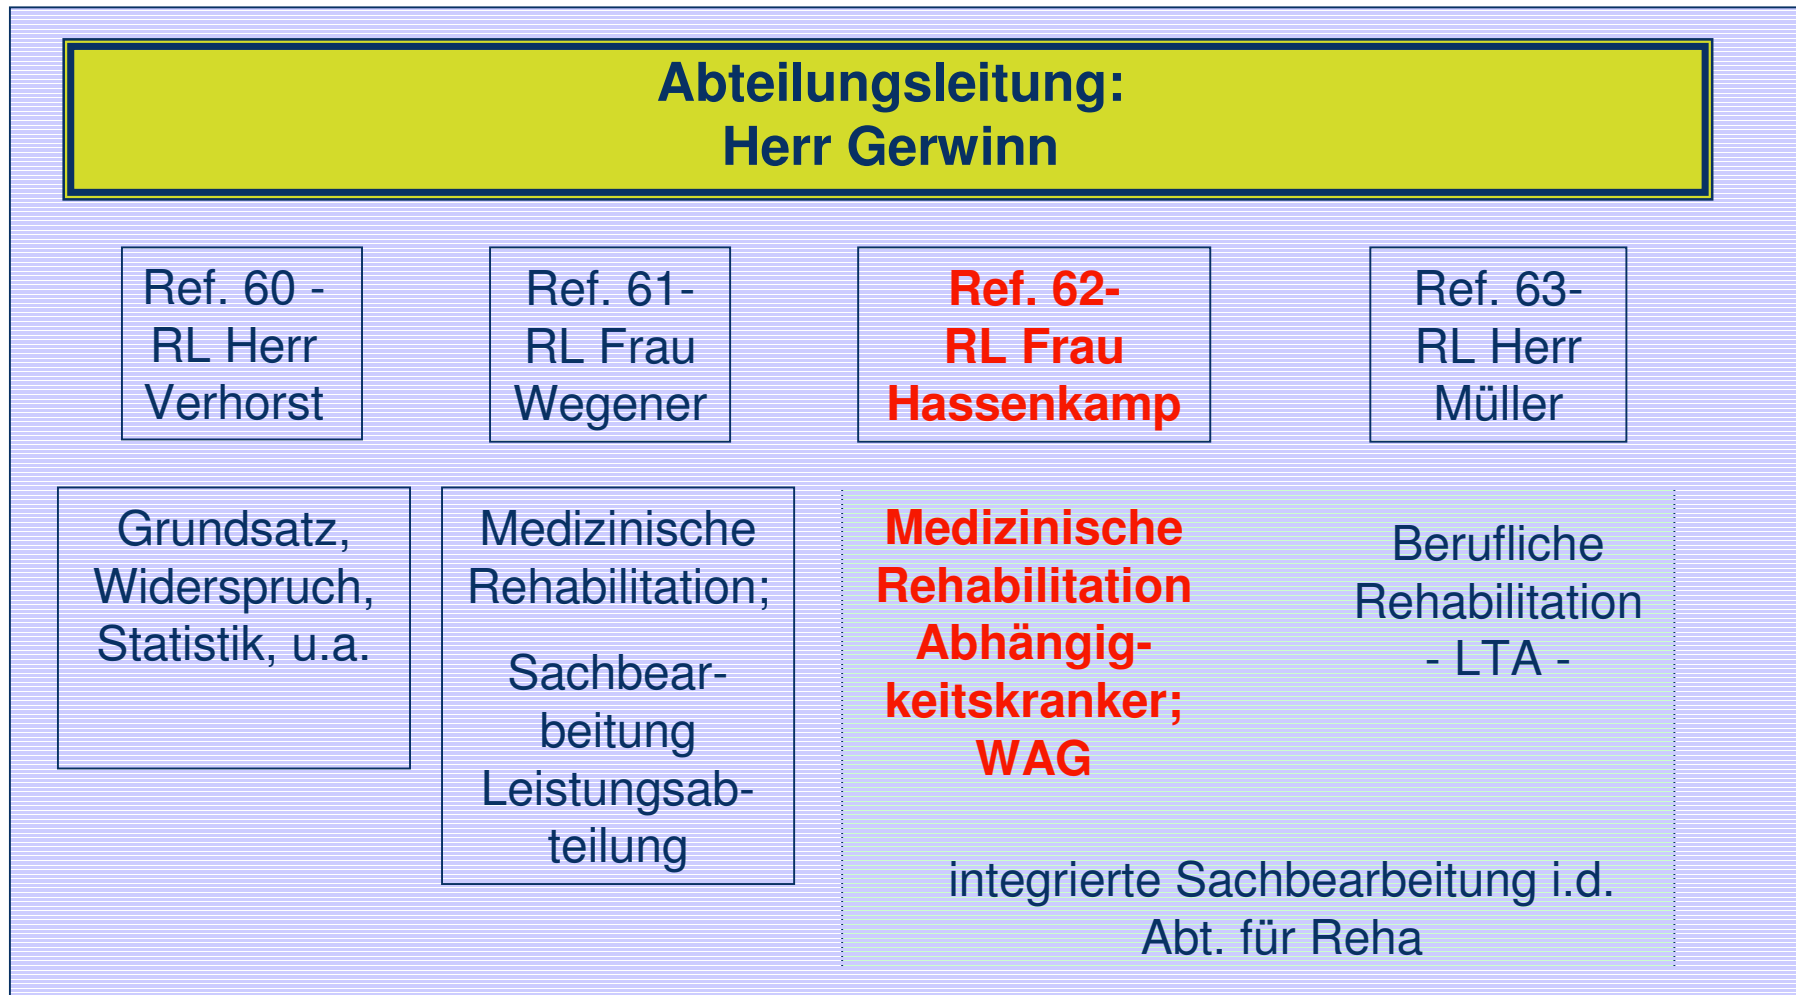 Abteilungsleitung:
Herr Gerwinn
Ref. 60 -
RL Herr
Verhorst
Ref. 61-
RL Frau
Wegener
Ref. 62-
RL Frau
Hassenkamp
Ref. 63-
RL Herr
Müller
Grundsatz,
Widerspruch,
Statistik, u.a.
Medizinische
Rehabilitation;
Sachbear-
beitung
Leistungsab-
teilung
Medizinische
Rehabilitation
Abhängig-
keitskranker;
WAG
Berufliche
Rehabilitation
- LTA -
integrierte Sachbearbeitung i.d.
Abt. für Reha